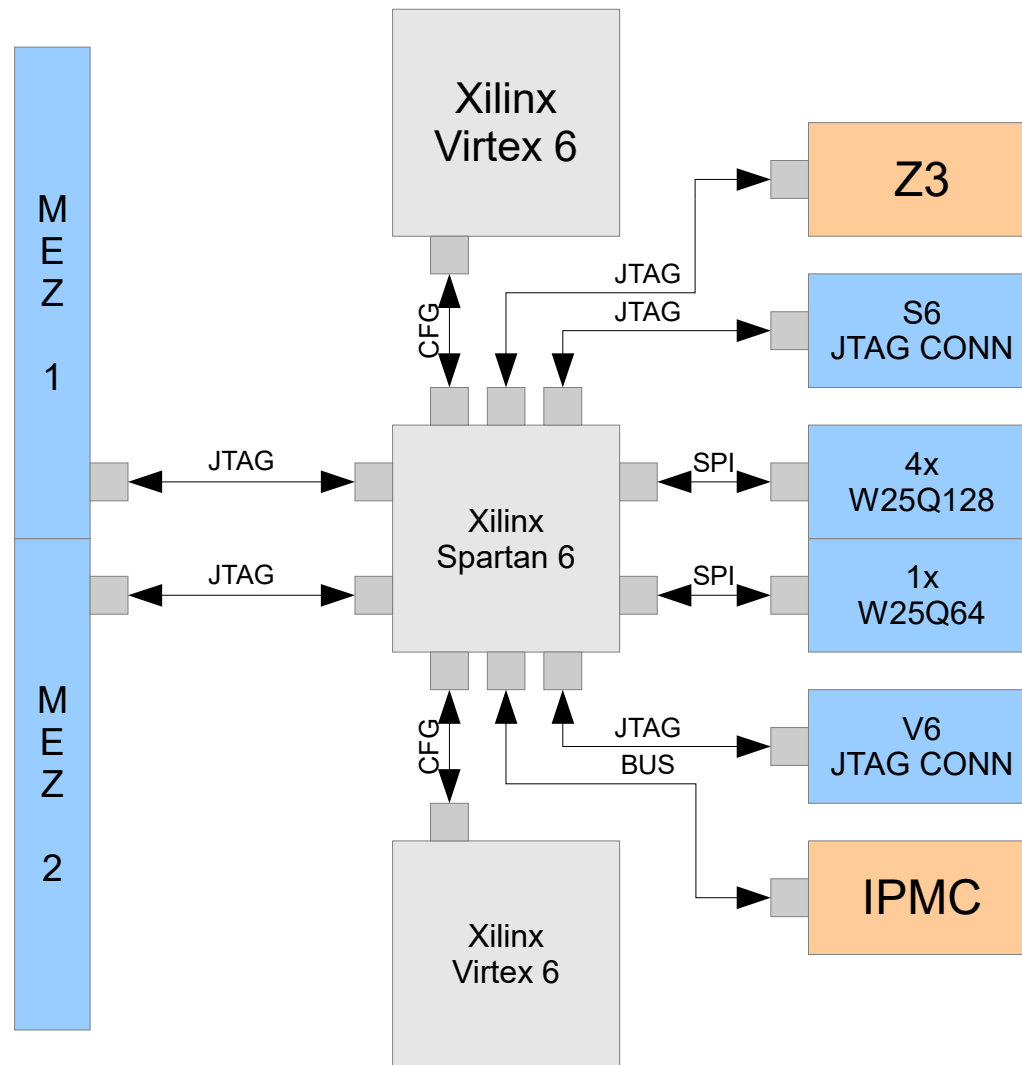 Xilinx
Virtex 6
M
E
Z
1
Z3
JTAG
JTAG
CFG
S6
JTAG CONN
JTAG
SPI
4x
W25Q128
Xilinx
Spartan 6
JTAG
SPI
1x
W25Q64
M
E
Z
2
CFG
JTAG
BUS
V6
JTAG CONN
IPMC
Xilinx
Virtex 6